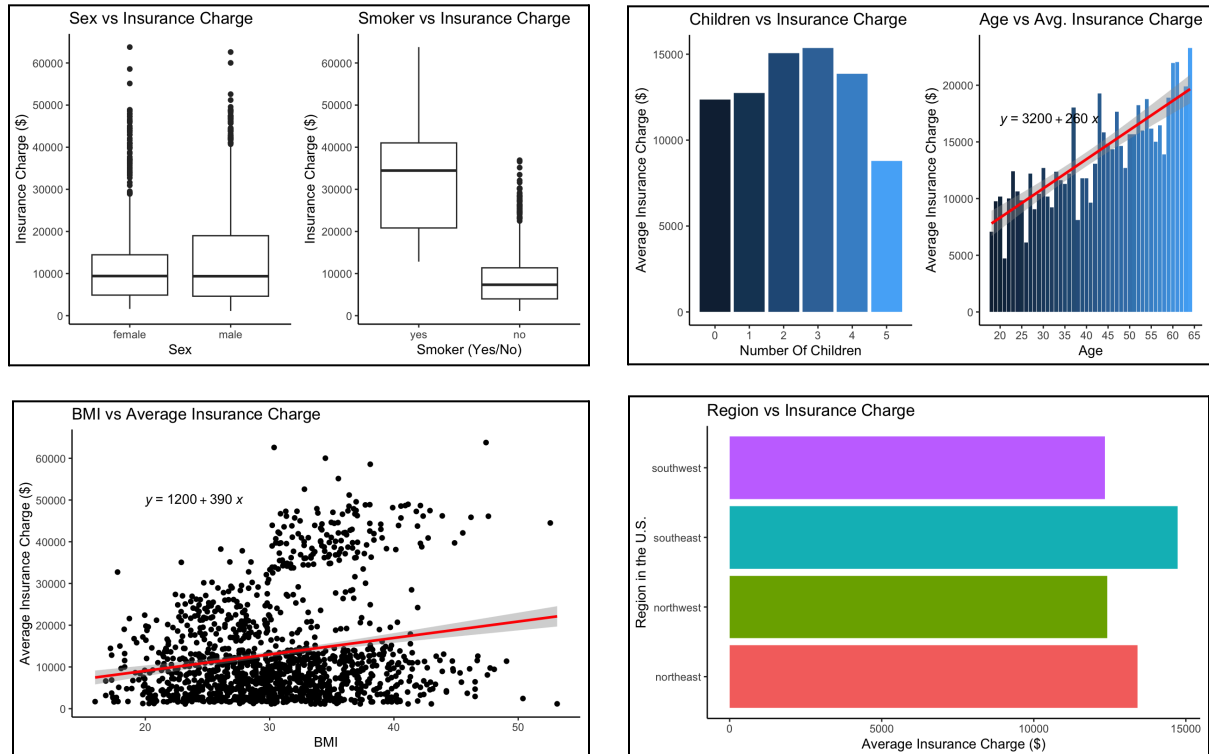 Sex vs Insurance Charge
Insurance Charge ($)
60000
50000
40000
30000
20000
10000
0
female male
Sex
Smoker vs Insurance Charge
Insurance Charge ($)
60000
50000
40000
30000
20000
10000
0
yes no
Smoker (Yes/No)
Children vs Insurance Charge
Average Insurance Charge ($)
15000
10000
5000
0
0 1 2 3 4 5
Number Of Children
Age vs Avg. Insurance Charge
Average Insurance Charge ($)
20000
15000
10000
5000
0
y = 3200 + 260 x
20 25 30 35 40 45 50 55 60 65
Age
BMI vs Average Insurance Charge
Average Insurance Charge ($)
60000
50000
40000
30000
20000
10000
0
y = 1200 + 390 x
20 30 40 50
BMI
Region vs Insurance Charge
Region in the U.S.
southwest
southeast
northwest
northeast
0 5000 10000 15000
Average Insurance Charge ($)